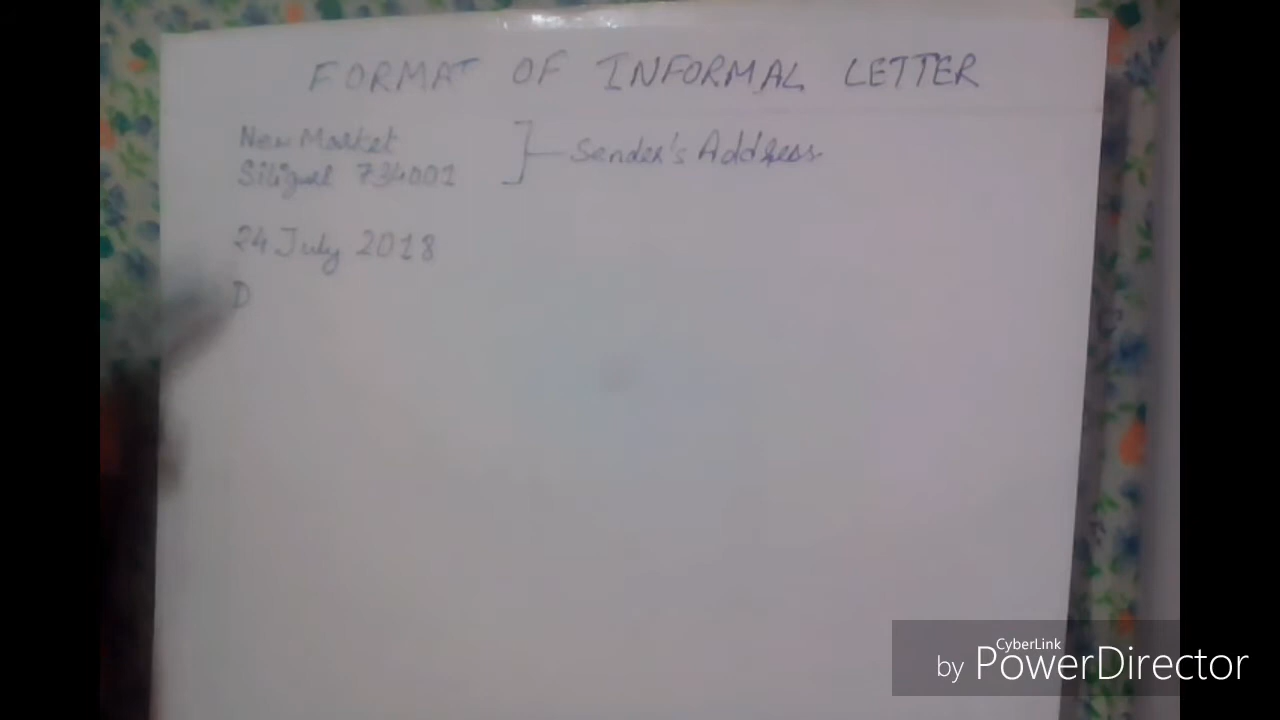 FORMAT OF INFORMAL LETTER
New Market
Siliguri 734001
Sender's Address
24 July 2018
D
CyberLink
by PowerDirector